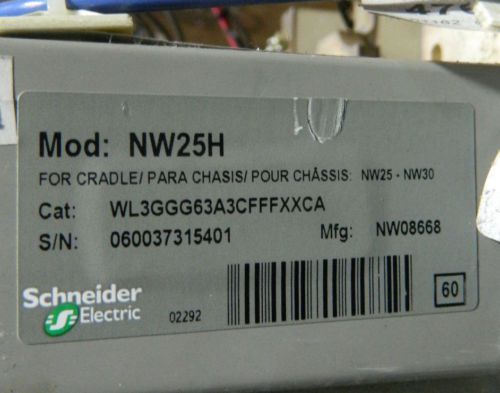 Mod: NW25H
FOR CRADLE/ PARA CHASIS/ POUR CHÂSSIS: NW25 - NW30
Cat: WL3GGG63A3CFFFXXCA
S/N: 060037315401 Mfg: NW08668
Schneider
Electric
02292
60